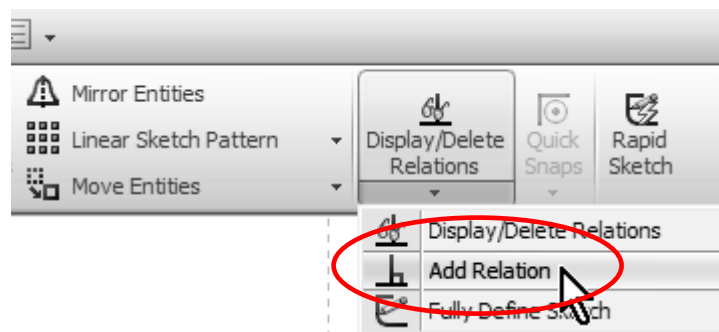 Mirror Entities
Linear Sketch Pattern
Move Entities
Display/Delete
Relations
Quick
Snaps
Rapid
Sketch
Display/Delete Relations
Add Relation
Fully Define Sketch